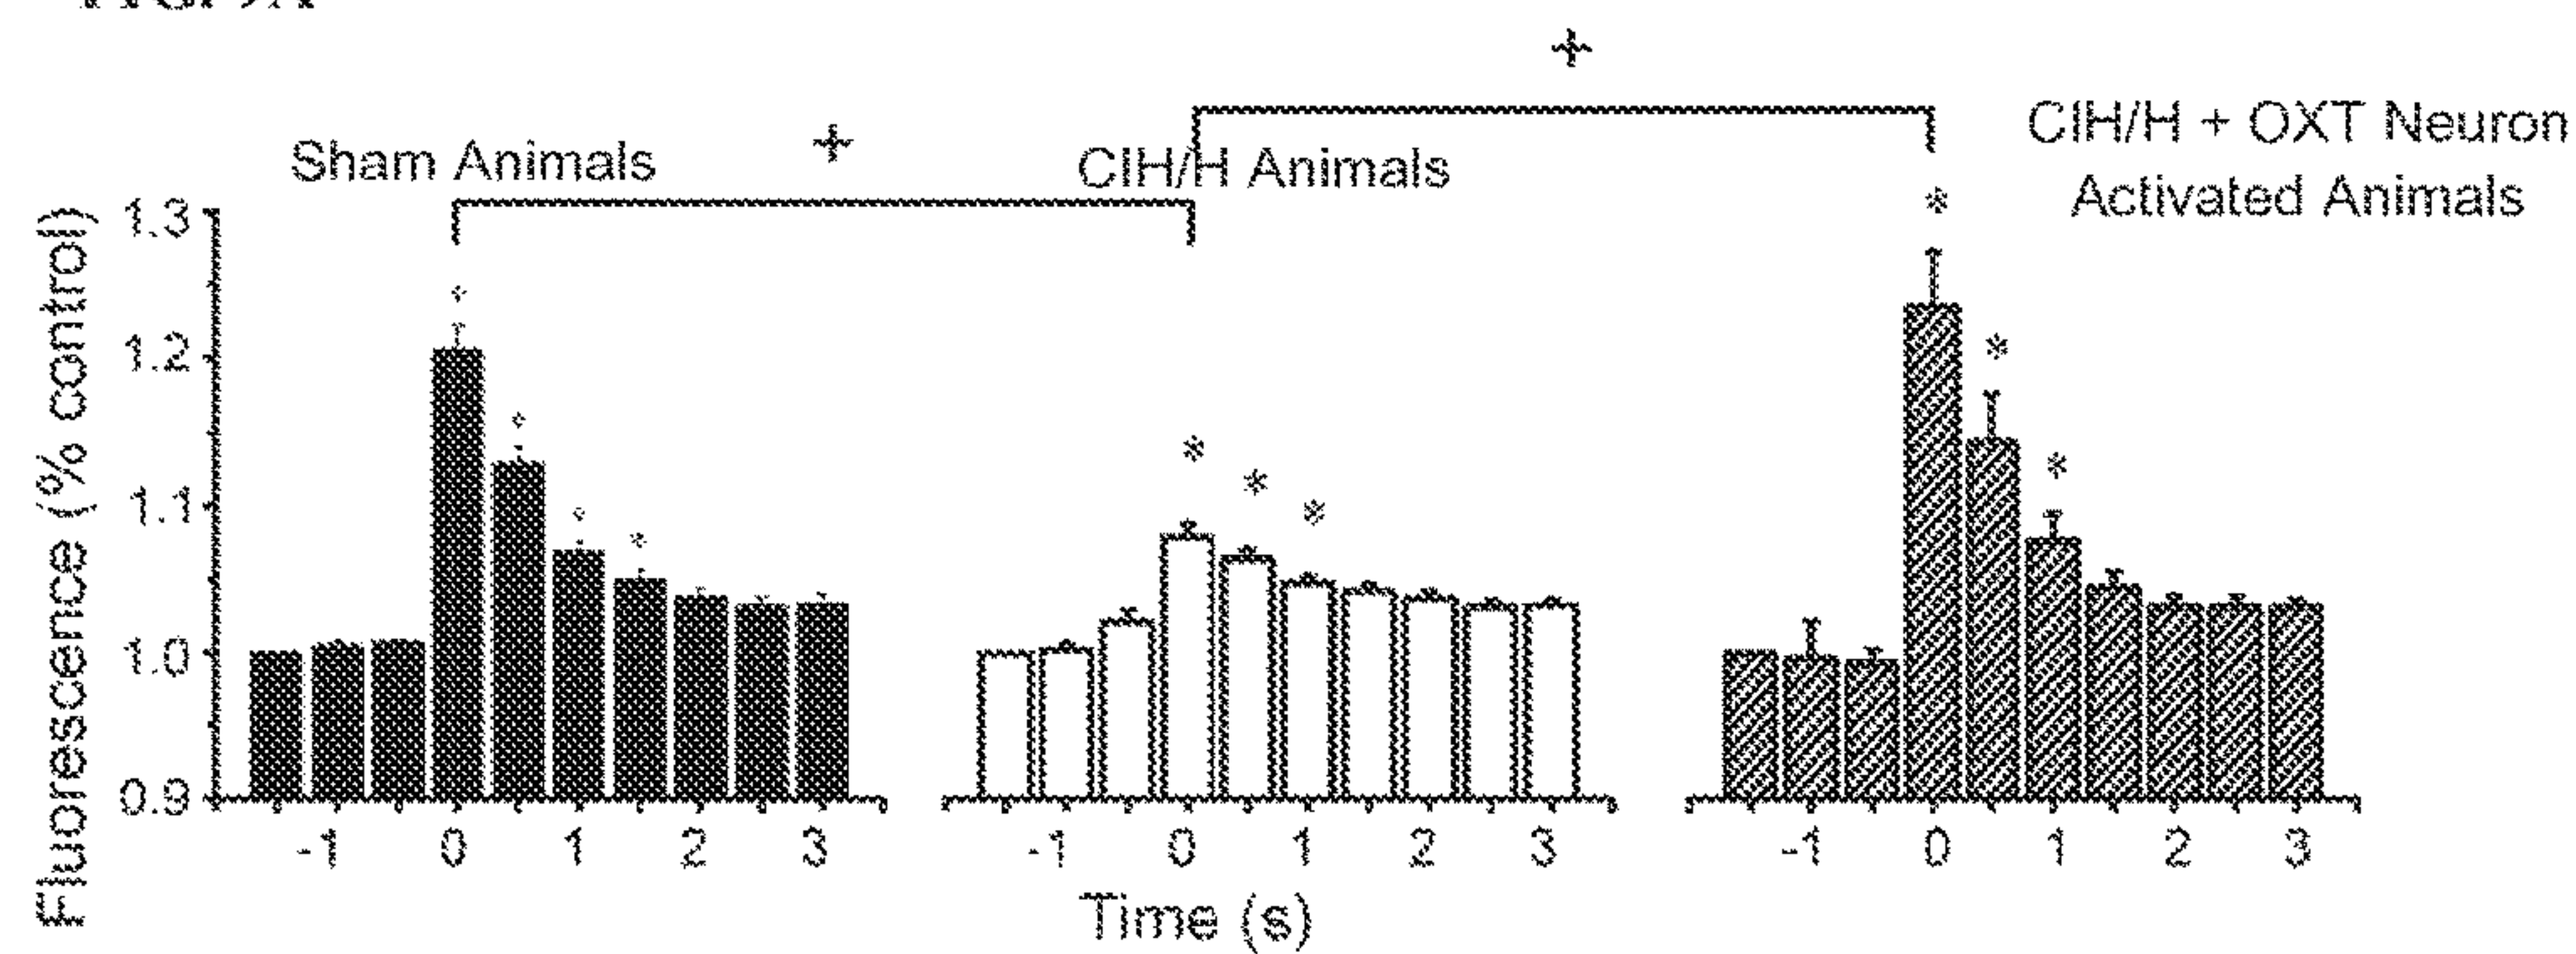 +
+
Sham Animals
CIH/H Animals
CIH/H + OXT Neuron
Activated Animals
Fluorescence (% control)
1.3
1.2
1.1
1.0
0.9
* * * *
* * *
* * *
-1 0 1 2 3
-1 0 1 2 3
-1 0 1 2 3
Time (s)